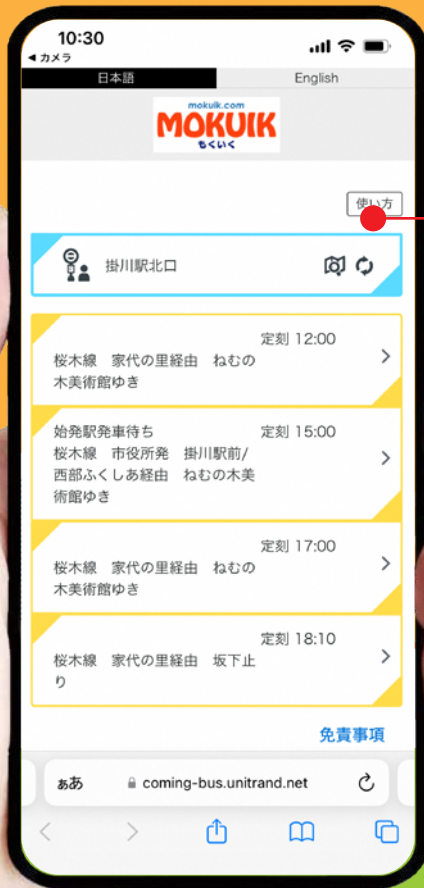 10:30
◀ カメラ
日本語
English
mokuik.com
MOKUIK
もくいく
使い方
掛川駅北口
定刻 12:00
桜木線　家代の里経由　ねむの
木美術館ゆき
始発駅発車待ち
定刻 15:00
桜木線　市役所発　掛川駅前/
西部ふくしあ経由　ねむの木美
術館ゆき
定刻 17:00
桜木線　家代の里経由　ねむの
木美術館ゆき
定刻 18:10
桜木線　家代の里経由　坂下止
り
免責事項
ぁあ
coming-bus.unitrand.net